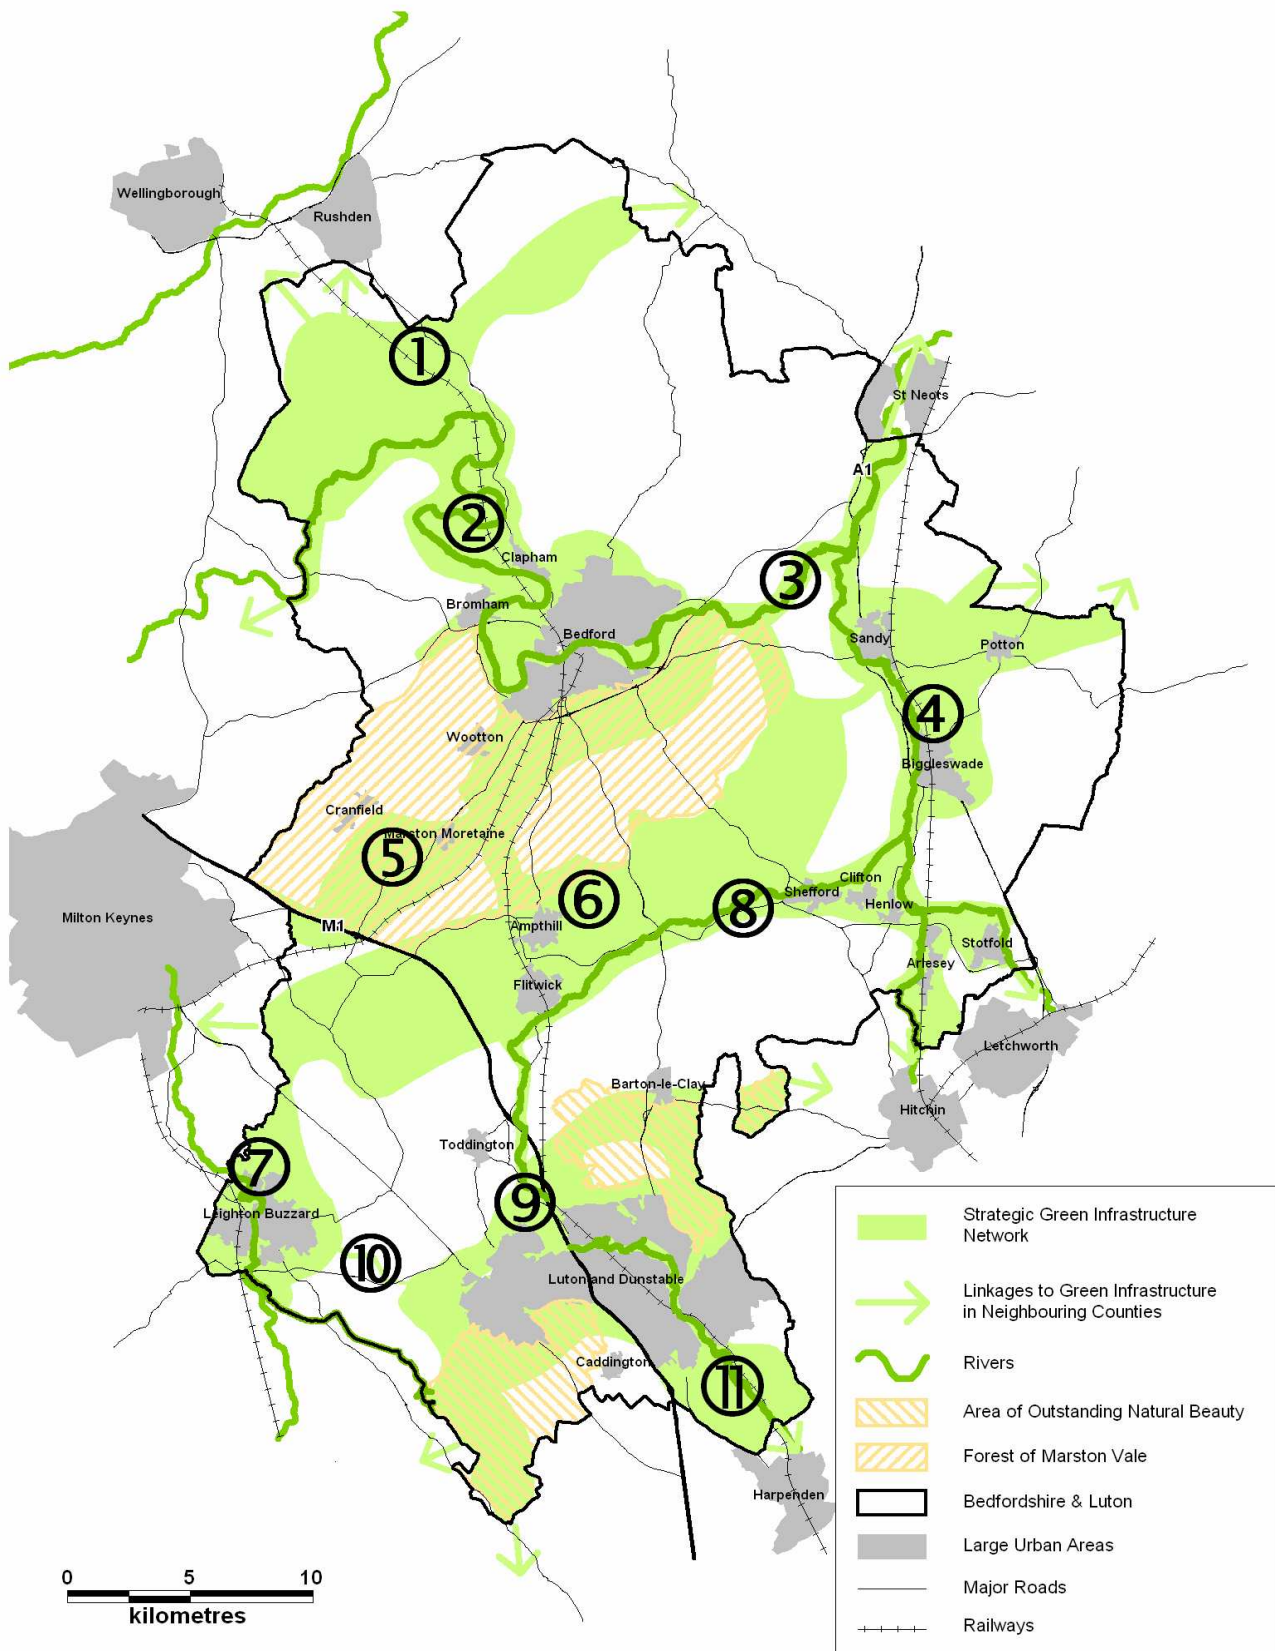 Wellingborough
Rushden
①
St Neots
A1
②
Clapham
③
Bromham
Bedford
Sandy
Potton
④
Wootton
Biggleswade
Cranfield
Marston Moretaine
⑤
⑥
Clifton
Shefford
⑧
Henlow
Milton Keynes
M1
Ampthill
Stotfold
Arlesey
Flitwick
Letchworth
Barton-le-Clay
Hitchin
Toddington
⑦
⑨
Leighton Buzzard
⑩
Luton and Dunstable
Caddington
⑪
Harpenden
Strategic Green Infrastructure
Network
Linkages to Green Infrastructure
in Neighbouring Counties
Rivers
Area of Outstanding Natural Beauty
Forest of Marston Vale
Bedfordshire & Luton
Large Urban Areas
Major Roads
Railways
0 5 10
kilometres